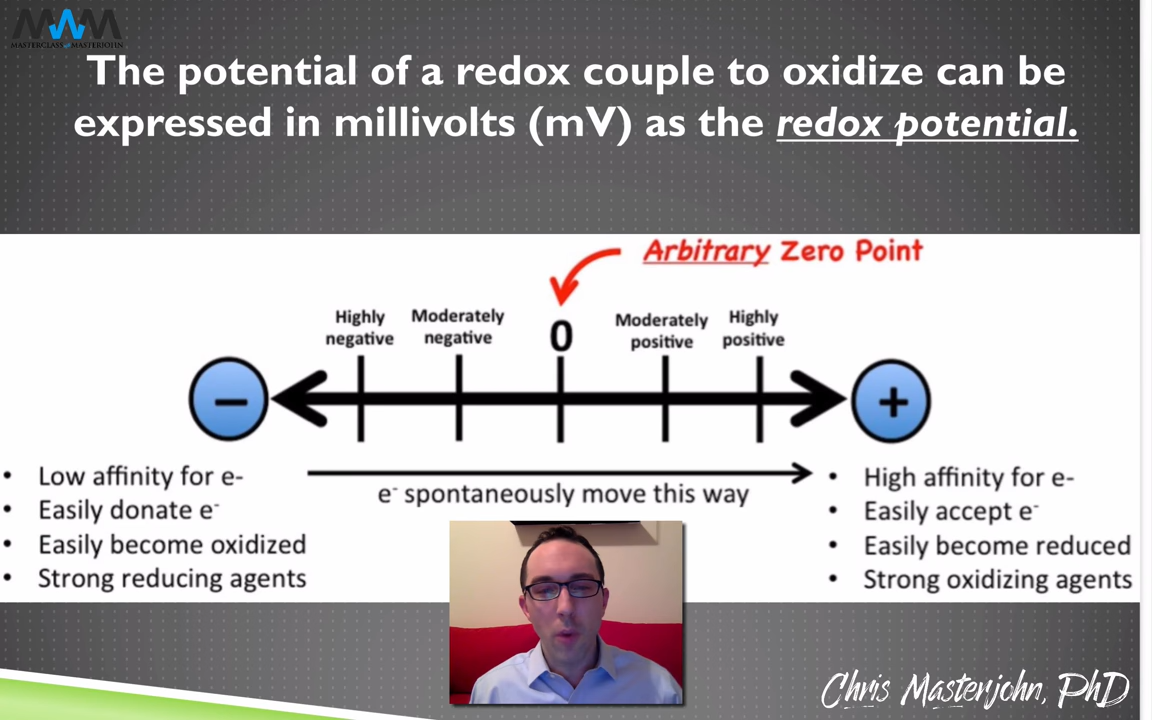 MWM
MASTERCLASS WITH MASTERJOHN
The potential of a redox couple to oxidize can be
expressed in millivolts (mV) as the redox potential.
Arbitrary Zero Point
Highly
negative
Moderately
negative
0
Moderately
positive
Highly
positive
−
+
• Low affinity for e-
• Easily donate e⁻
• Easily become oxidized
• Strong reducing agents
e⁻ spontaneously move this way
• High affinity for e-
• Easily accept e⁻
• Easily become reduced
• Strong oxidizing agents
Chris Masterjohn, PhD